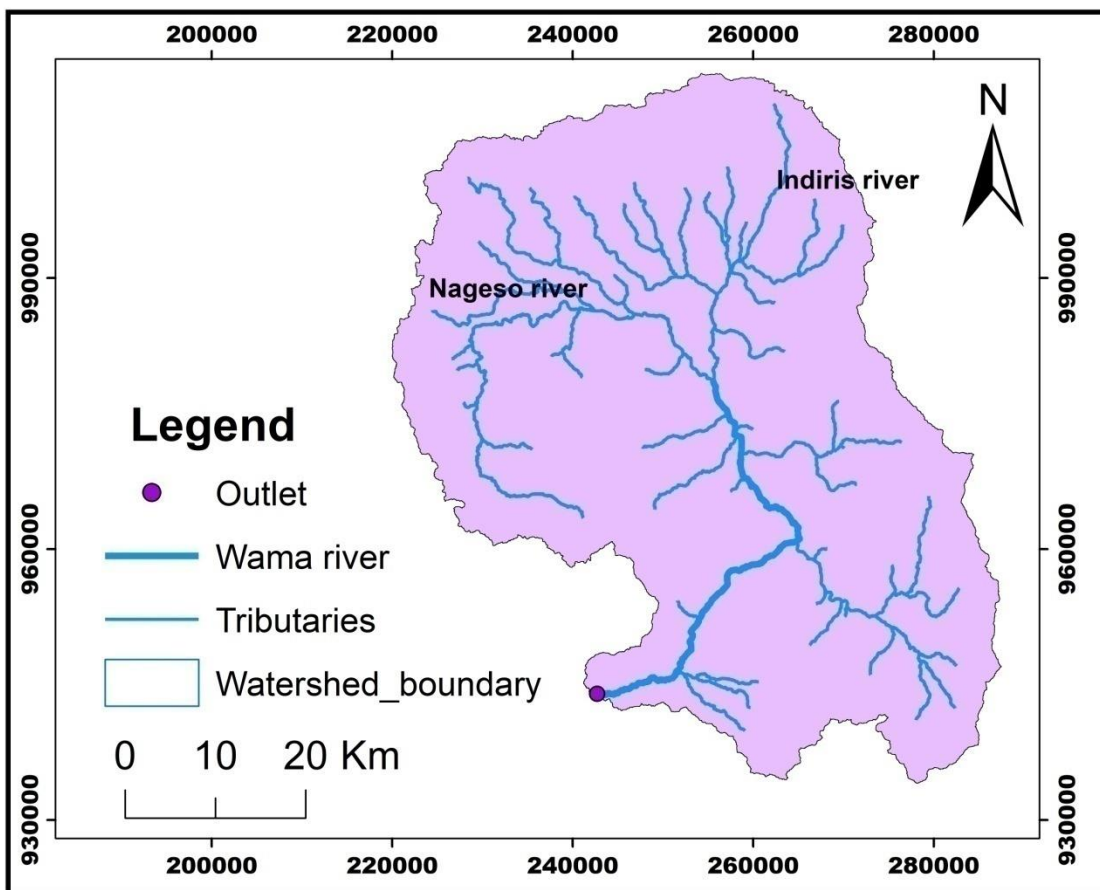 200000 220000 240000 260000 280000
N
Indiris river
990000 990000
Nageso river
Legend
Outlet
960000 960000
Wama river
Tributaries
Watershed_boundary
0 10 20 Km
930000 930000
200000 220000 240000 260000 280000